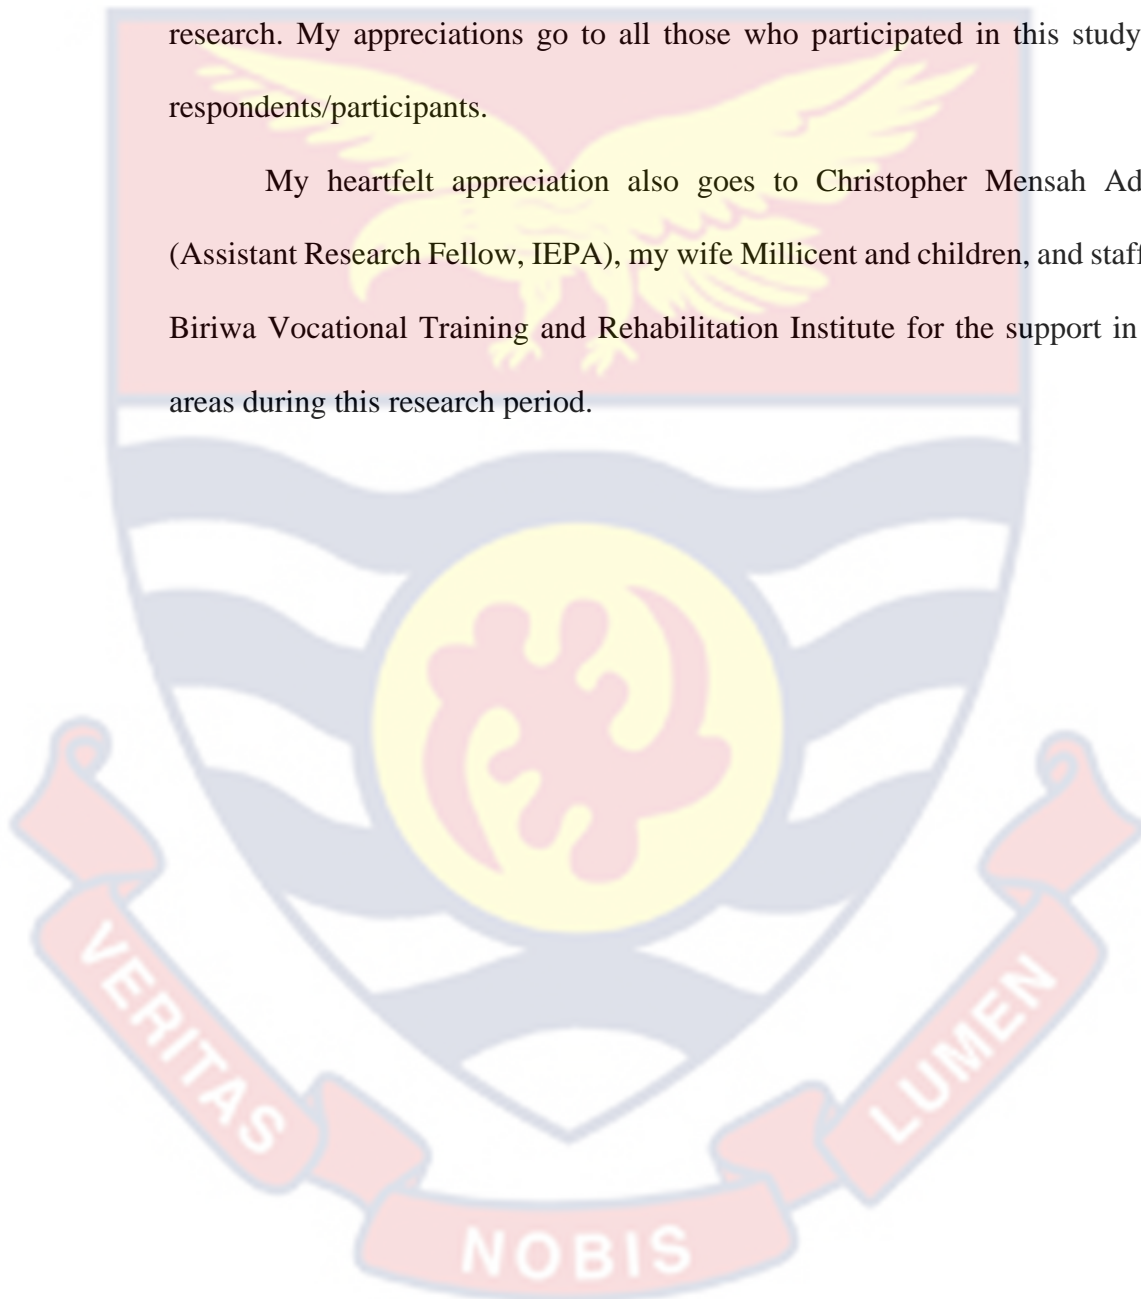 research. My appreciations go to all those who participated in this study
respondents/participants.
My heartfelt appreciation also goes to Christopher Mensah Ad
(Assistant Research Fellow, IEPA), my wife Millicent and children, and staff
Biriwa Vocational Training and Rehabilitation Institute for the support in
areas during this research period.
VERITAS
NOBIS
LUMEN